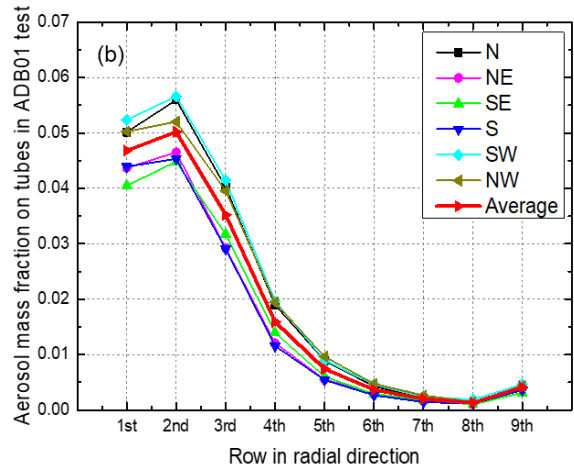 Aerosol mass fraction on tubes in ADB01 test
0.07
0.06
0.05
0.04
0.03
0.02
0.01
0.00
(b)
N
NE
SE
S
SW
NW
Average
1st 2nd 3rd 4th 5th 6th 7th 8th 9th
Row in radial direction